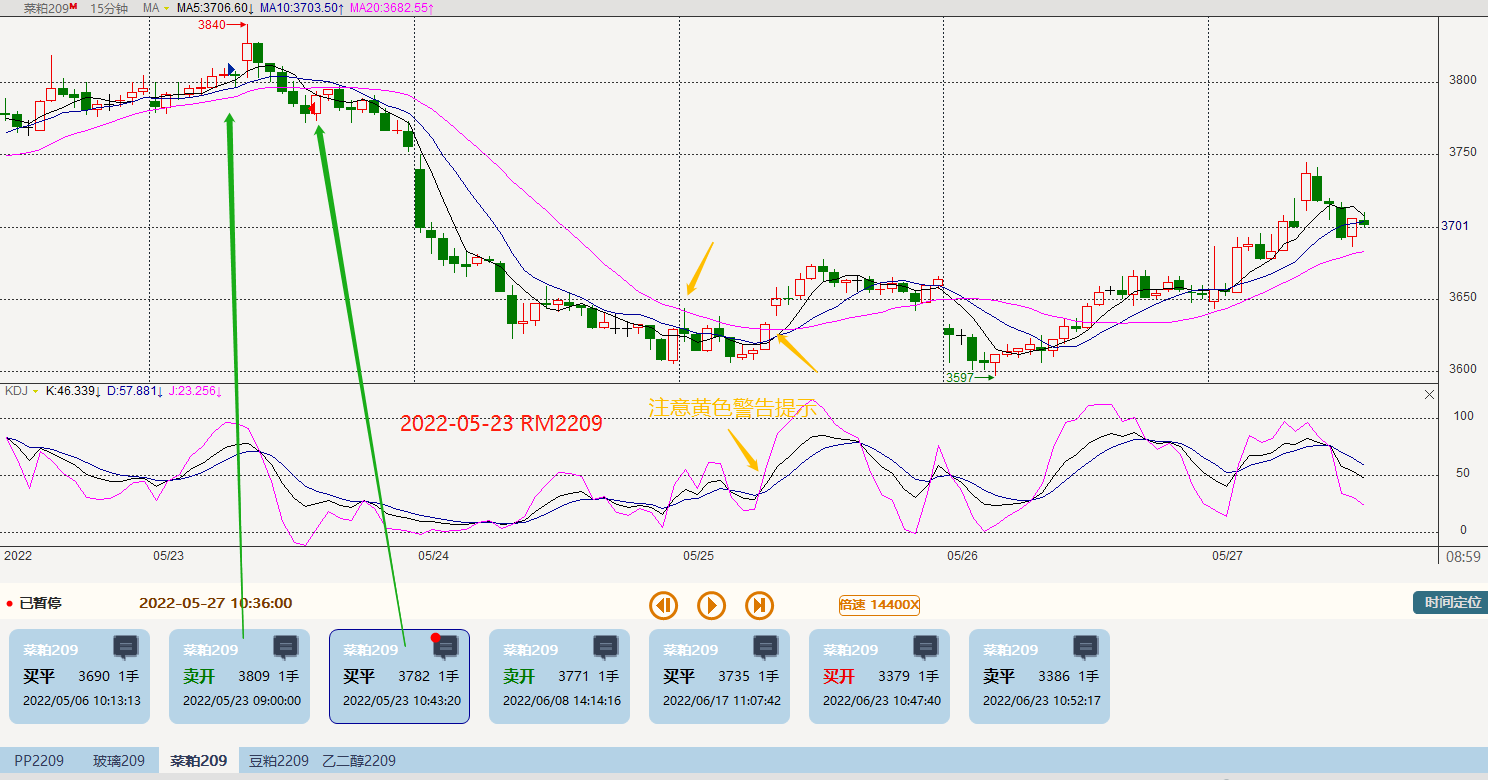 菜粕209M 15分钟 MA MA5:3706.60↓ MA10:3703.50↑ MA20:3682.55↑
3840
3800
3750
3701
3650
3600
3597
KDJ K:46.339↓ D:57.881↓ J:23.256↓
注意黄色警告提示
2022-05-23 RM2209
100
50
0
2022 05/23 05/24 05/25 05/26 05/27 08:59
已暂停 2022-05-27 10:36:00 倍速 14400X 时间定位
菜粕209
买平 3690 1手
2022/05/06 10:13:13
菜粕209
卖开 3809 1手
2022/05/23 09:00:00
菜粕209
买平 3782 1手
2022/05/23 10:43:20
菜粕209
卖开 3771 1手
2022/06/08 14:14:16
菜粕209
买平 3735 1手
2022/06/17 11:07:42
菜粕209
买开 3379 1手
2022/06/23 10:47:40
菜粕209
卖平 3386 1手
2022/06/23 10:52:17
PP2209 玻璃209 菜粕209 豆粕2209 乙二醇2209